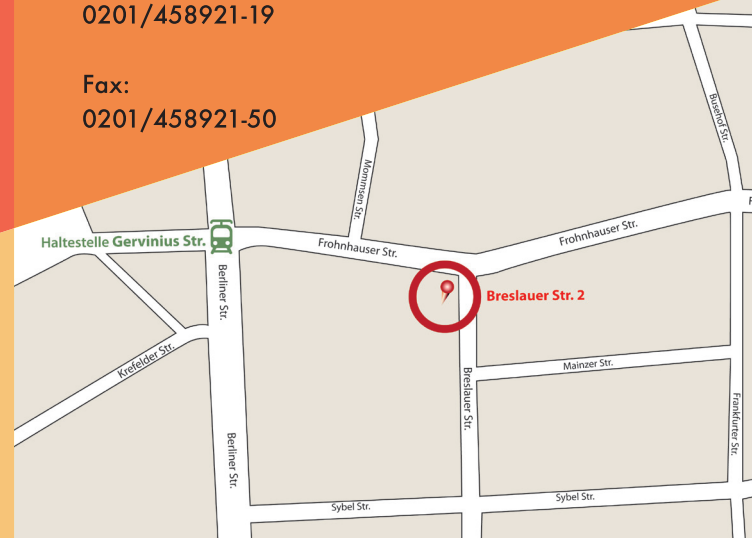 0201/458921-19
Fax:
0201/458921-50
Busehof Str.
Mommsen Str.
Haltestelle Gervinius Str.
Frohnhauser Str.
Frohnhauser Str.
F
Berliner Str.
Breslauer Str. 2
Krefelder Str.
Mainzer Str.
Breslauer Str.
Frankfurter Str.
Berliner Str.
Sybel Str.
Sybel Str.